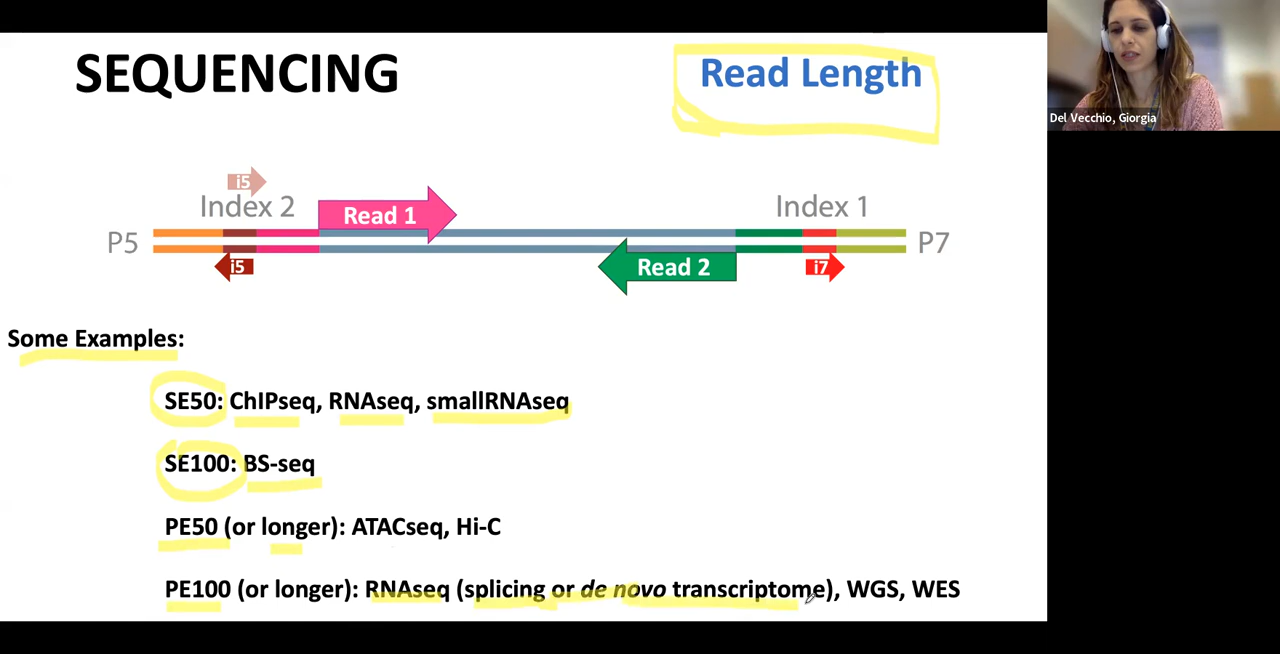 SEQUENCING
Read Length
Del Vecchio, Giorgia
i5
Index 2
Read 1
Index 1
P5
P7
i5
Read 2
i7
Some Examples:
SE50: ChIPseq, RNAseq, smallRNAseq
SE100: BS-seq
PE50 (or longer): ATACseq, Hi-C
PE100 (or longer): RNAseq (splicing or de novo transcriptome), WGS, WES